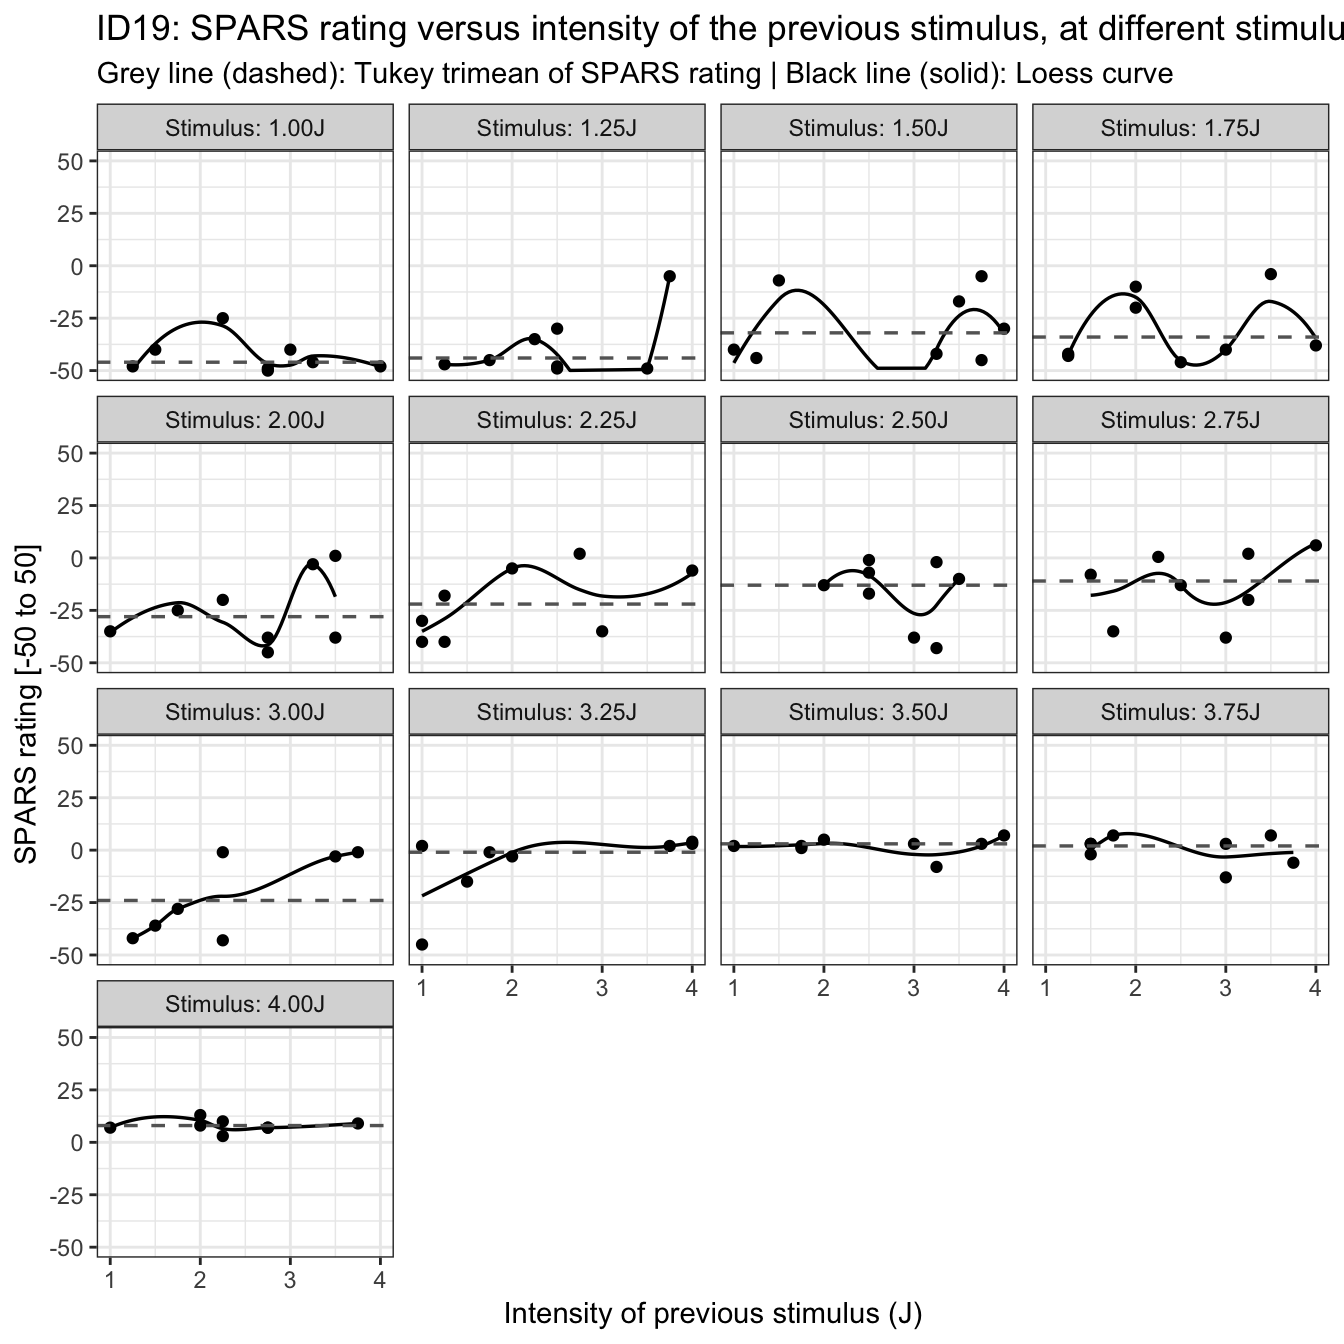 ID19: SPARS rating versus intensity of the previous stimulus, at different stimulu
Grey line (dashed): Tukey trimean of SPARS rating | Black line (solid): Loess curve
Stimulus: 1.00J Stimulus: 1.25J Stimulus: 1.50J Stimulus: 1.75J
50
25
0
-25
-50
Stimulus: 2.00J Stimulus: 2.25J Stimulus: 2.50J Stimulus: 2.75J
50
25
0
-25
-50
SPARS rating [-50 to 50]
Stimulus: 3.00J Stimulus: 3.25J Stimulus: 3.50J Stimulus: 3.75J
50
25
0
-25
-50
1 2 3 4 1 2 3 4 1 2 3 4
Stimulus: 4.00J
50
25
0
-25
-50
1 2 3 4
Intensity of previous stimulus (J)